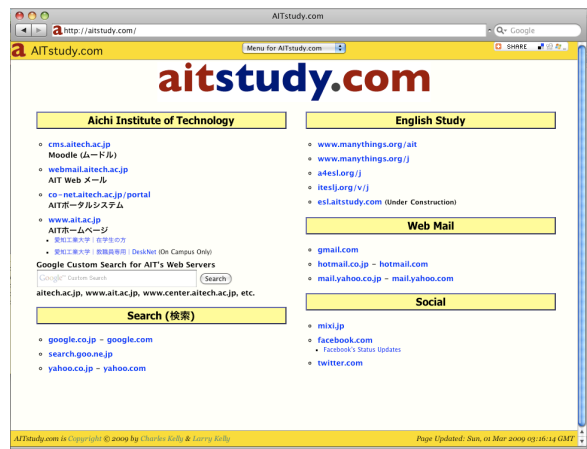 AITstudy.com
http://aitstudy.com/
Google
AITstudy.com
Menu for AITstudy.com
SHARE
aitstudy.com
Aichi Institute of Technology
cms.aitech.ac.jp
Moodle (ムードル)
webmail.aitech.ac.jp
AIT Web メール
co-net.aitech.ac.jp/portal
AITポータルシステム
www.ait.ac.jp
AITホームページ
愛知工業大学 | 在学生の方
愛知工業大学 | 教職員専用 | DeskNet (On Campus Only)
Google Custom Search for AIT's Web Servers
Google™ Custom Search
Search
aitech.ac.jp, www.ait.ac.jp, www.center.aitech.ac.jp, etc.
Search (検索)
google.co.jp – google.com
search.goo.ne.jp
yahoo.co.jp – yahoo.com
English Study
www.manythings.org/ait
www.manythings.org/j
a4esl.org/j
iteslj.org/v/j
esl.aitstudy.com (Under Construction)
Web Mail
gmail.com
hotmail.co.jp – hotmail.com
mail.yahoo.co.jp – mail.yahoo.com
Social
mixi.jp
facebook.com
Facebook's Status Updates
twitter.com
AITstudy.com is Copyright © 2009 by Charles Kelly & Larry Kelly
Page Updated: Sun, 01 Mar 2009 03:16:14 GMT